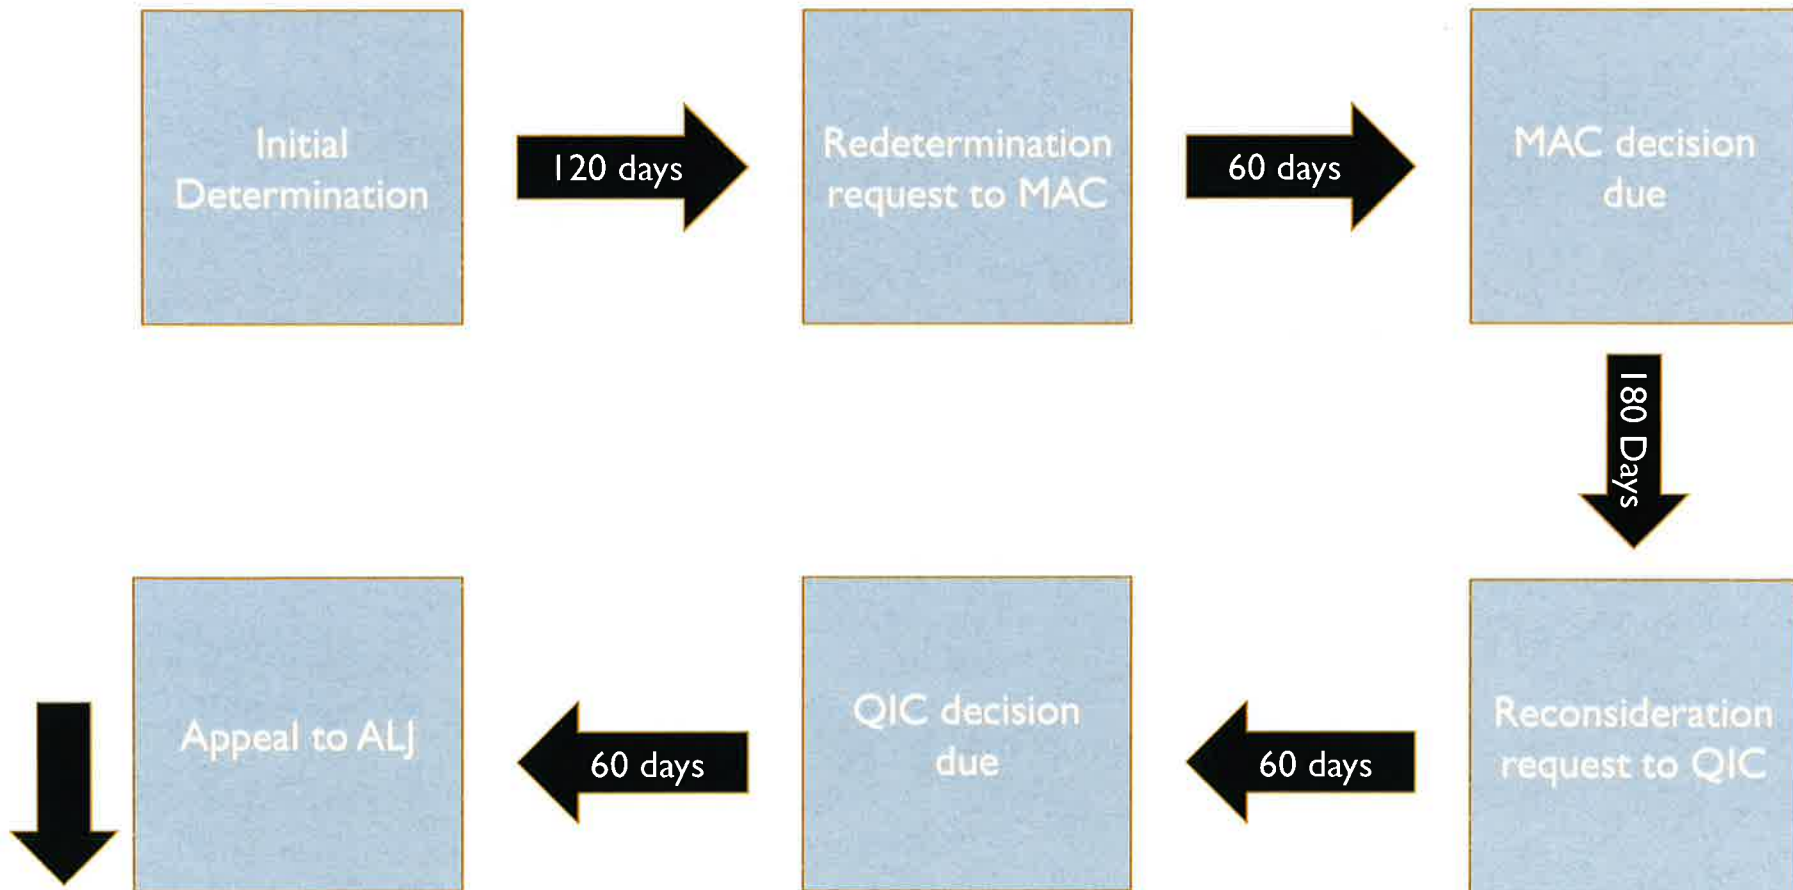 Initial
Determination
120 days
Redetermination
request to MAC
60 days
MAC decision
due
180 Days
Reconsideration
request to QIC
60 days
QIC decision
due
60 days
Appeal to ALJ